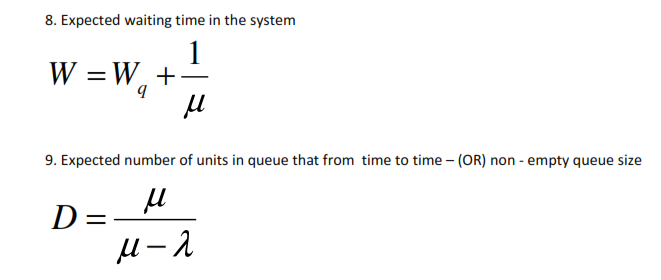 8. Expected waiting time in the system
W = W_q + 1/μ
9. Expected number of units in queue that from time to time – (OR) non - empty queue size
D = μ/(μ − λ)